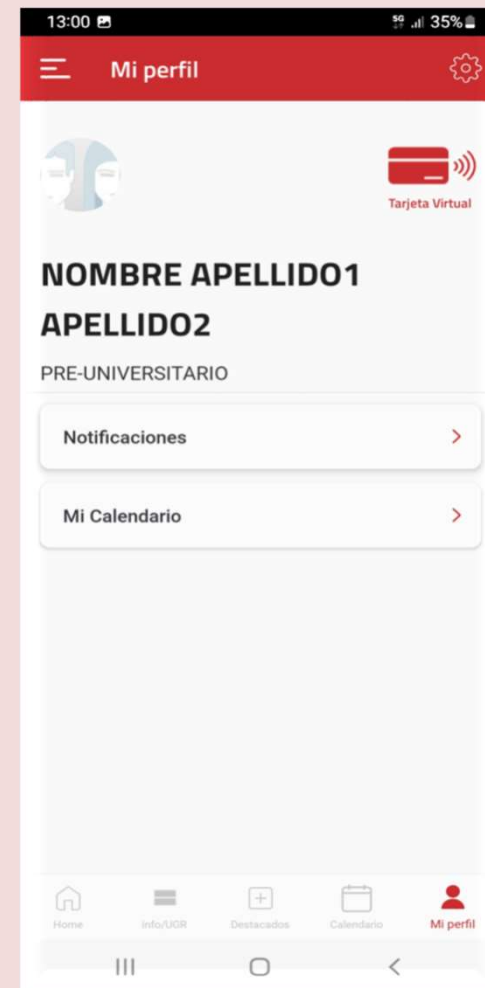 13:00 5G 35%
Mi perfil
Tarjeta Virtual
NOMBRE APELLIDO1
APELLIDO2
PRE-UNIVERSITARIO
Notificaciones
Mi Calendario
Home info/UGR Destacados Calendario Mi perfil